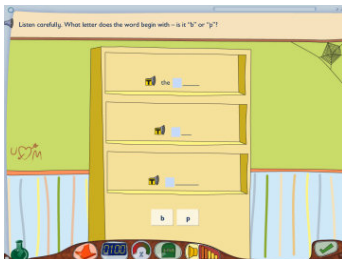 Listen carefully. What letter does the word begin with – is it "b" or "p"?
the
b p